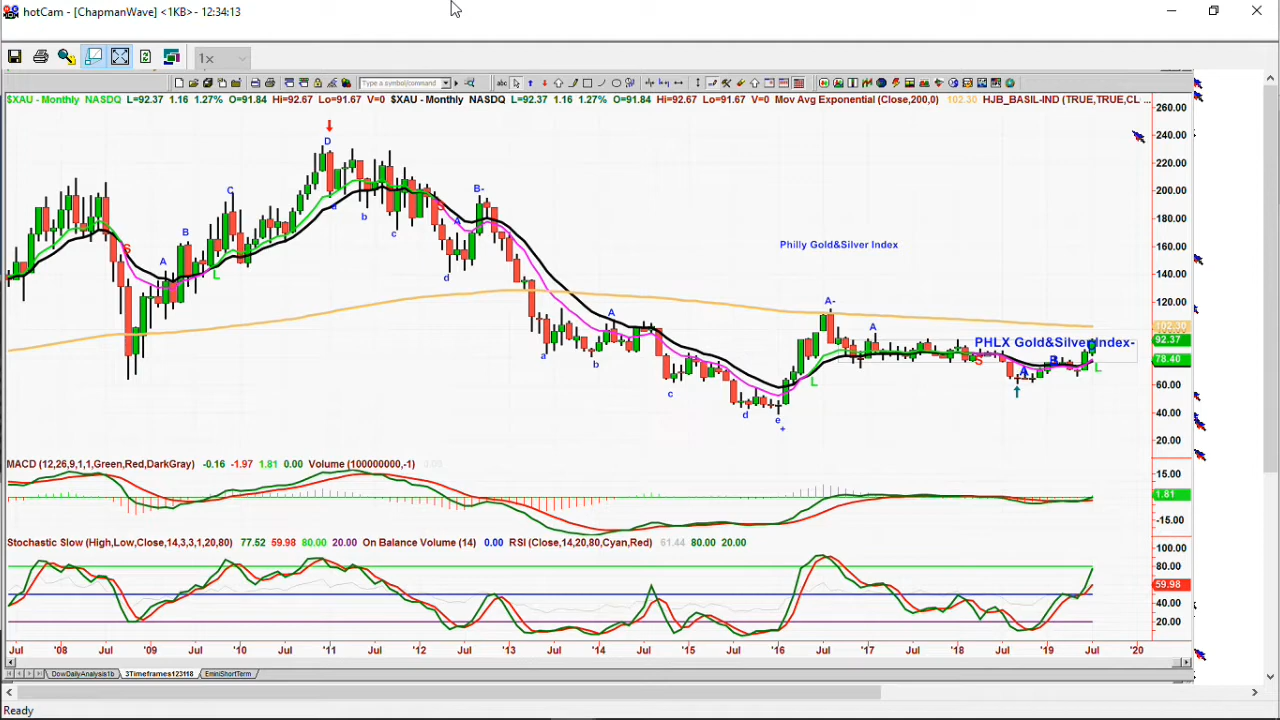 hotCam - [ChapmanWave] <1KB> - 12:34:13
1x
Type a symbol/command
abc
$XAU - Monthly NASDQ L=92.37 1.16 1.27% O=91.84 Hi=92.67 Lo=91.67 V=0 $XAU - Monthly NASDQ L=92.37 1.16 1.27% O=91.84 Hi=92.67 Lo=91.67 V=0 Mov Avg Exponential (Close,200,0) 102.30 HJB_BASIL-IND (TRUE,TRUE,CL ...
260.00
240.00
D
220.00
C
B-
200.00
a
S
b
A
180.00
B
c
S
A
Philly Gold&Silver Index
160.00
L
d
140.00
A-
120.00
A
A
102.30
PHLX Gold&Silver Index-
92.37
a
b
S
A
B
L
78.40
L
60.00
c
d
e
+
40.00
20.00
MACD (12,26,9,1,1,Green,Red,DarkGray) -0.16 -1.97 1.81 0.00 Volume (100000000,-1) 3.00
15.00
1.81
-15.00
Stochastic Slow (High,Low,Close,14,3,3,1,20,80) 77.52 59.98 80.00 20.00 On Balance Volume (14) 0.00 RSI (Close,14,20,80,Cyan,Red) 61.44 80.00 20.00
100.00
80.00
59.98
40.00
20.00
Jul '08 Jul '09 Jul '10 Jul '11 Jul '12 Jul '13 Jul '14 Jul '15 Jul '16 Jul '17 Jul '18 Jul '19 Jul '20
DowDailyAnalysis1b 3Timeframes123118 EminiShortTerm
Ready